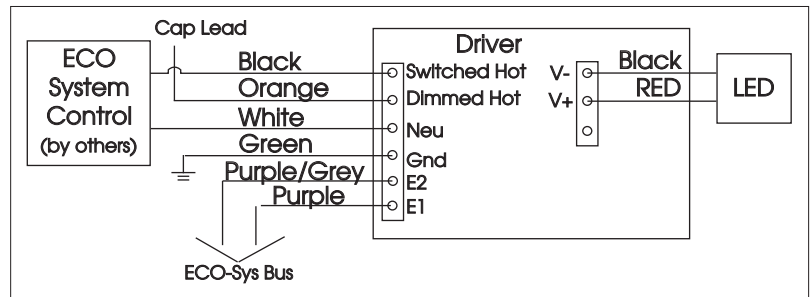 Cap Lead
ECO
System
Control
(by others)
Black
Orange
White
Green
Purple/Grey
Purple
ECO-Sys Bus
Driver
Switched Hot
Dimmed Hot
Neu
Gnd
E2
E1
V-
V+
Black
RED
LED